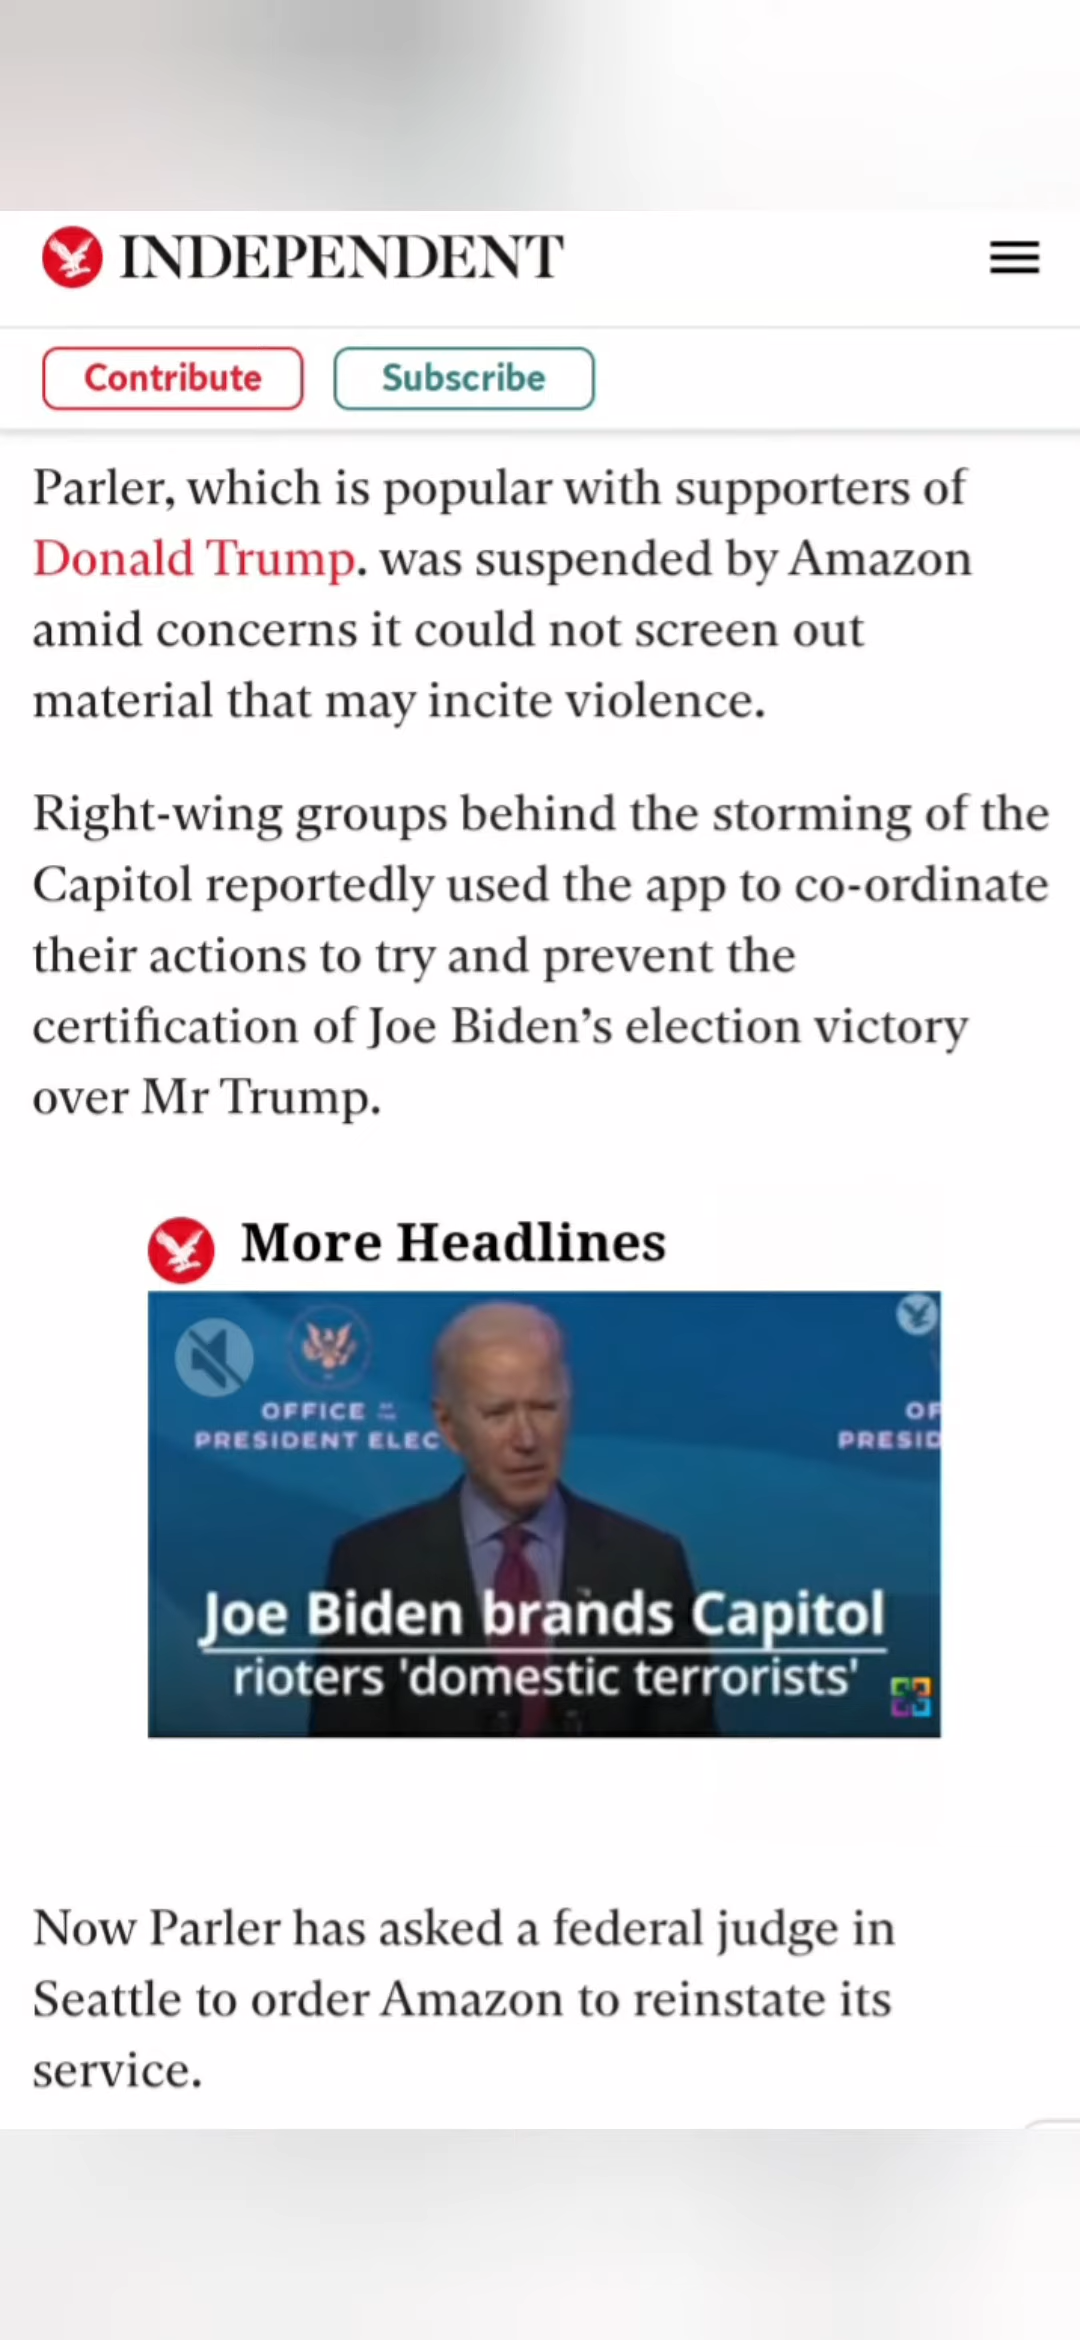 INDEPENDENT
Contribute Subscribe
Parler, which is popular with supporters of
Donald Trump. was suspended by Amazon
amid concerns it could not screen out
material that may incite violence.
Right-wing groups behind the storming of the
Capitol reportedly used the app to co-ordinate
their actions to try and prevent the
certification of Joe Biden’s election victory
over Mr Trump.
More Headlines
OFFICE
PRESIDENT ELEC
OF
PRESID
Joe Biden brands Capitol
rioters 'domestic terrorists'
Now Parler has asked a federal judge in
Seattle to order Amazon to reinstate its
service.